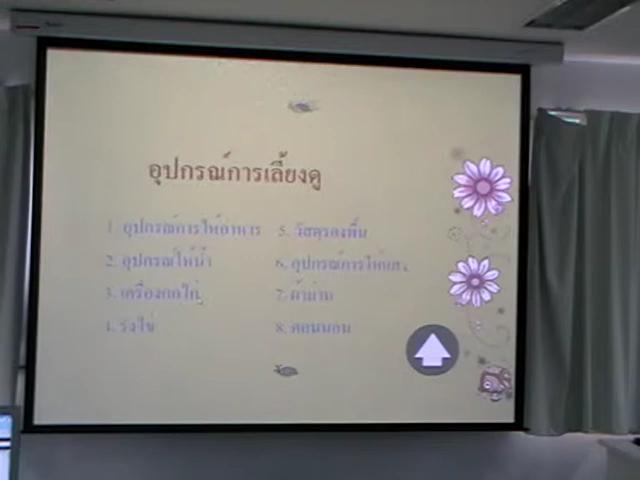 อุปกรณ์การเลี้ยงดู
1. อุปกรณ์การให้อาหาร
2. อุปกรณ์ให้น้ำ
3. เครื่องกกไก่
4. รังไข่
5. วัสดุรองพื้น
6. อุปกรณ์การให้แสง
7. ผ้าม่าน
8. คอนนอน